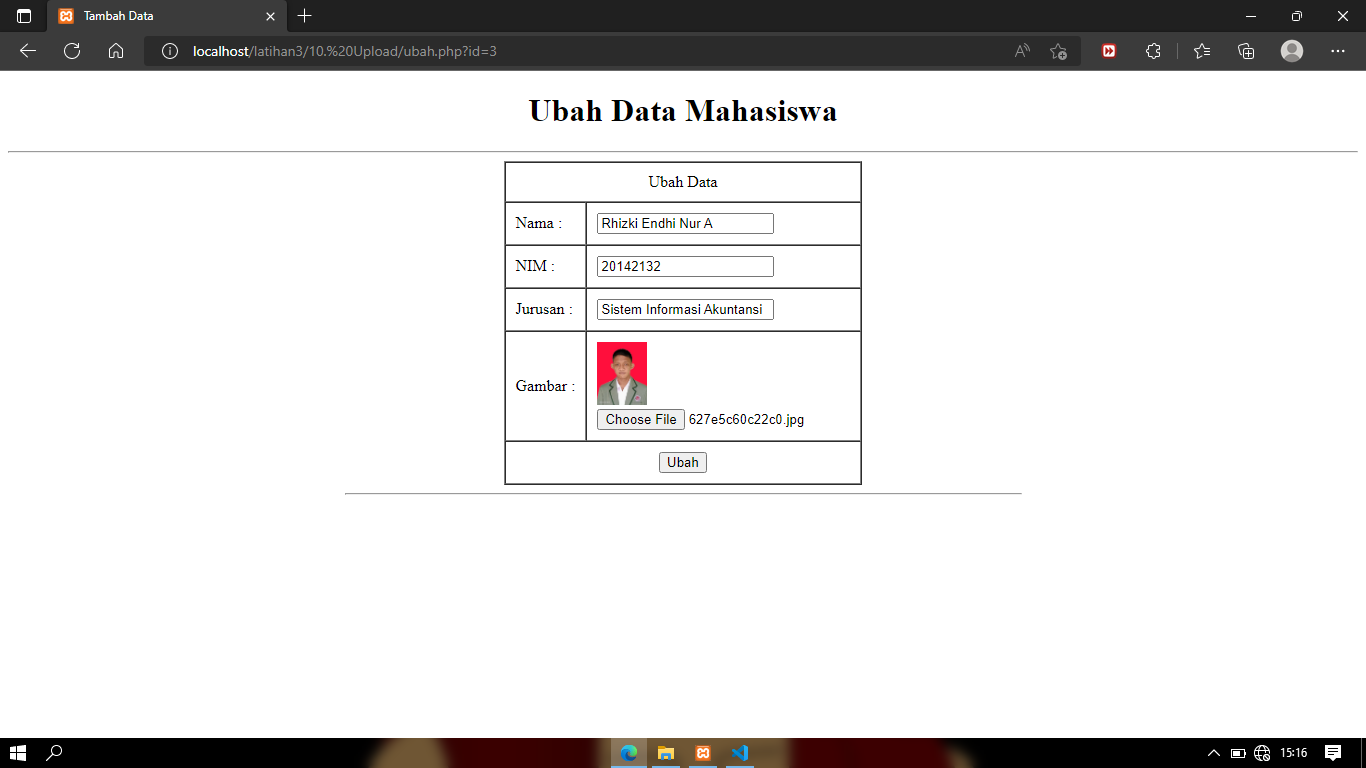 Tambah Data
localhost/latihan3/10.%20Upload/ubah.php?id=3
Ubah Data Mahasiswa
Ubah Data
Nama : Rhizki Endhi Nur A
NIM : 20142132
Jurusan : Sistem Informasi Akuntansi
Gambar :
Choose File 627e5c60c22c0.jpg
Ubah
15:16